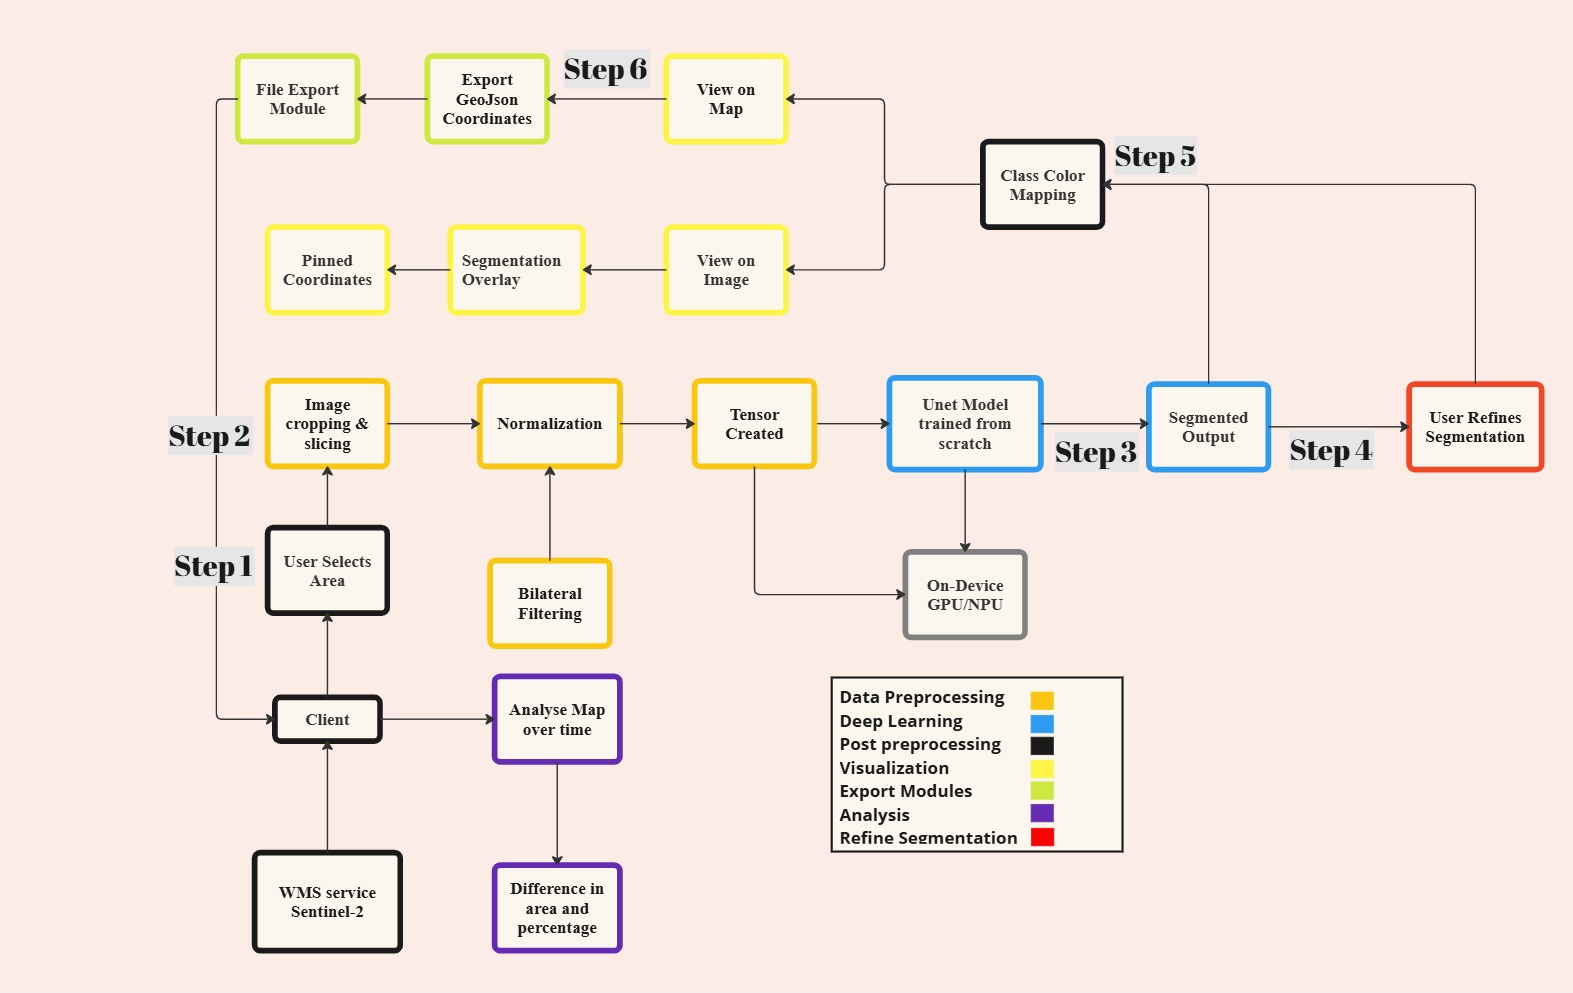 File Export
Module
Export
GeoJson
Coordinates
Step 6
View on
Map
Class Color
Mapping
Step 5
Pinned
Coordinates
Segmentation
Overlay
View on
Image
Step 2
Image
cropping &
slicing
Normalization
Tensor
Created
Unet Model
trained from
scratch
Step 3
Segmented
Output
Step 4
User Refines
Segmentation
Step 1
User Selects
Area
Bilateral
Filtering
On-Device
GPU/NPU
Client
Analyse Map
over time
WMS service
Sentinel-2
Difference in
area and
percentage
Data Preprocessing
Deep Learning
Post preprocessing
Visualization
Export Modules
Analysis
Refine Segmentation